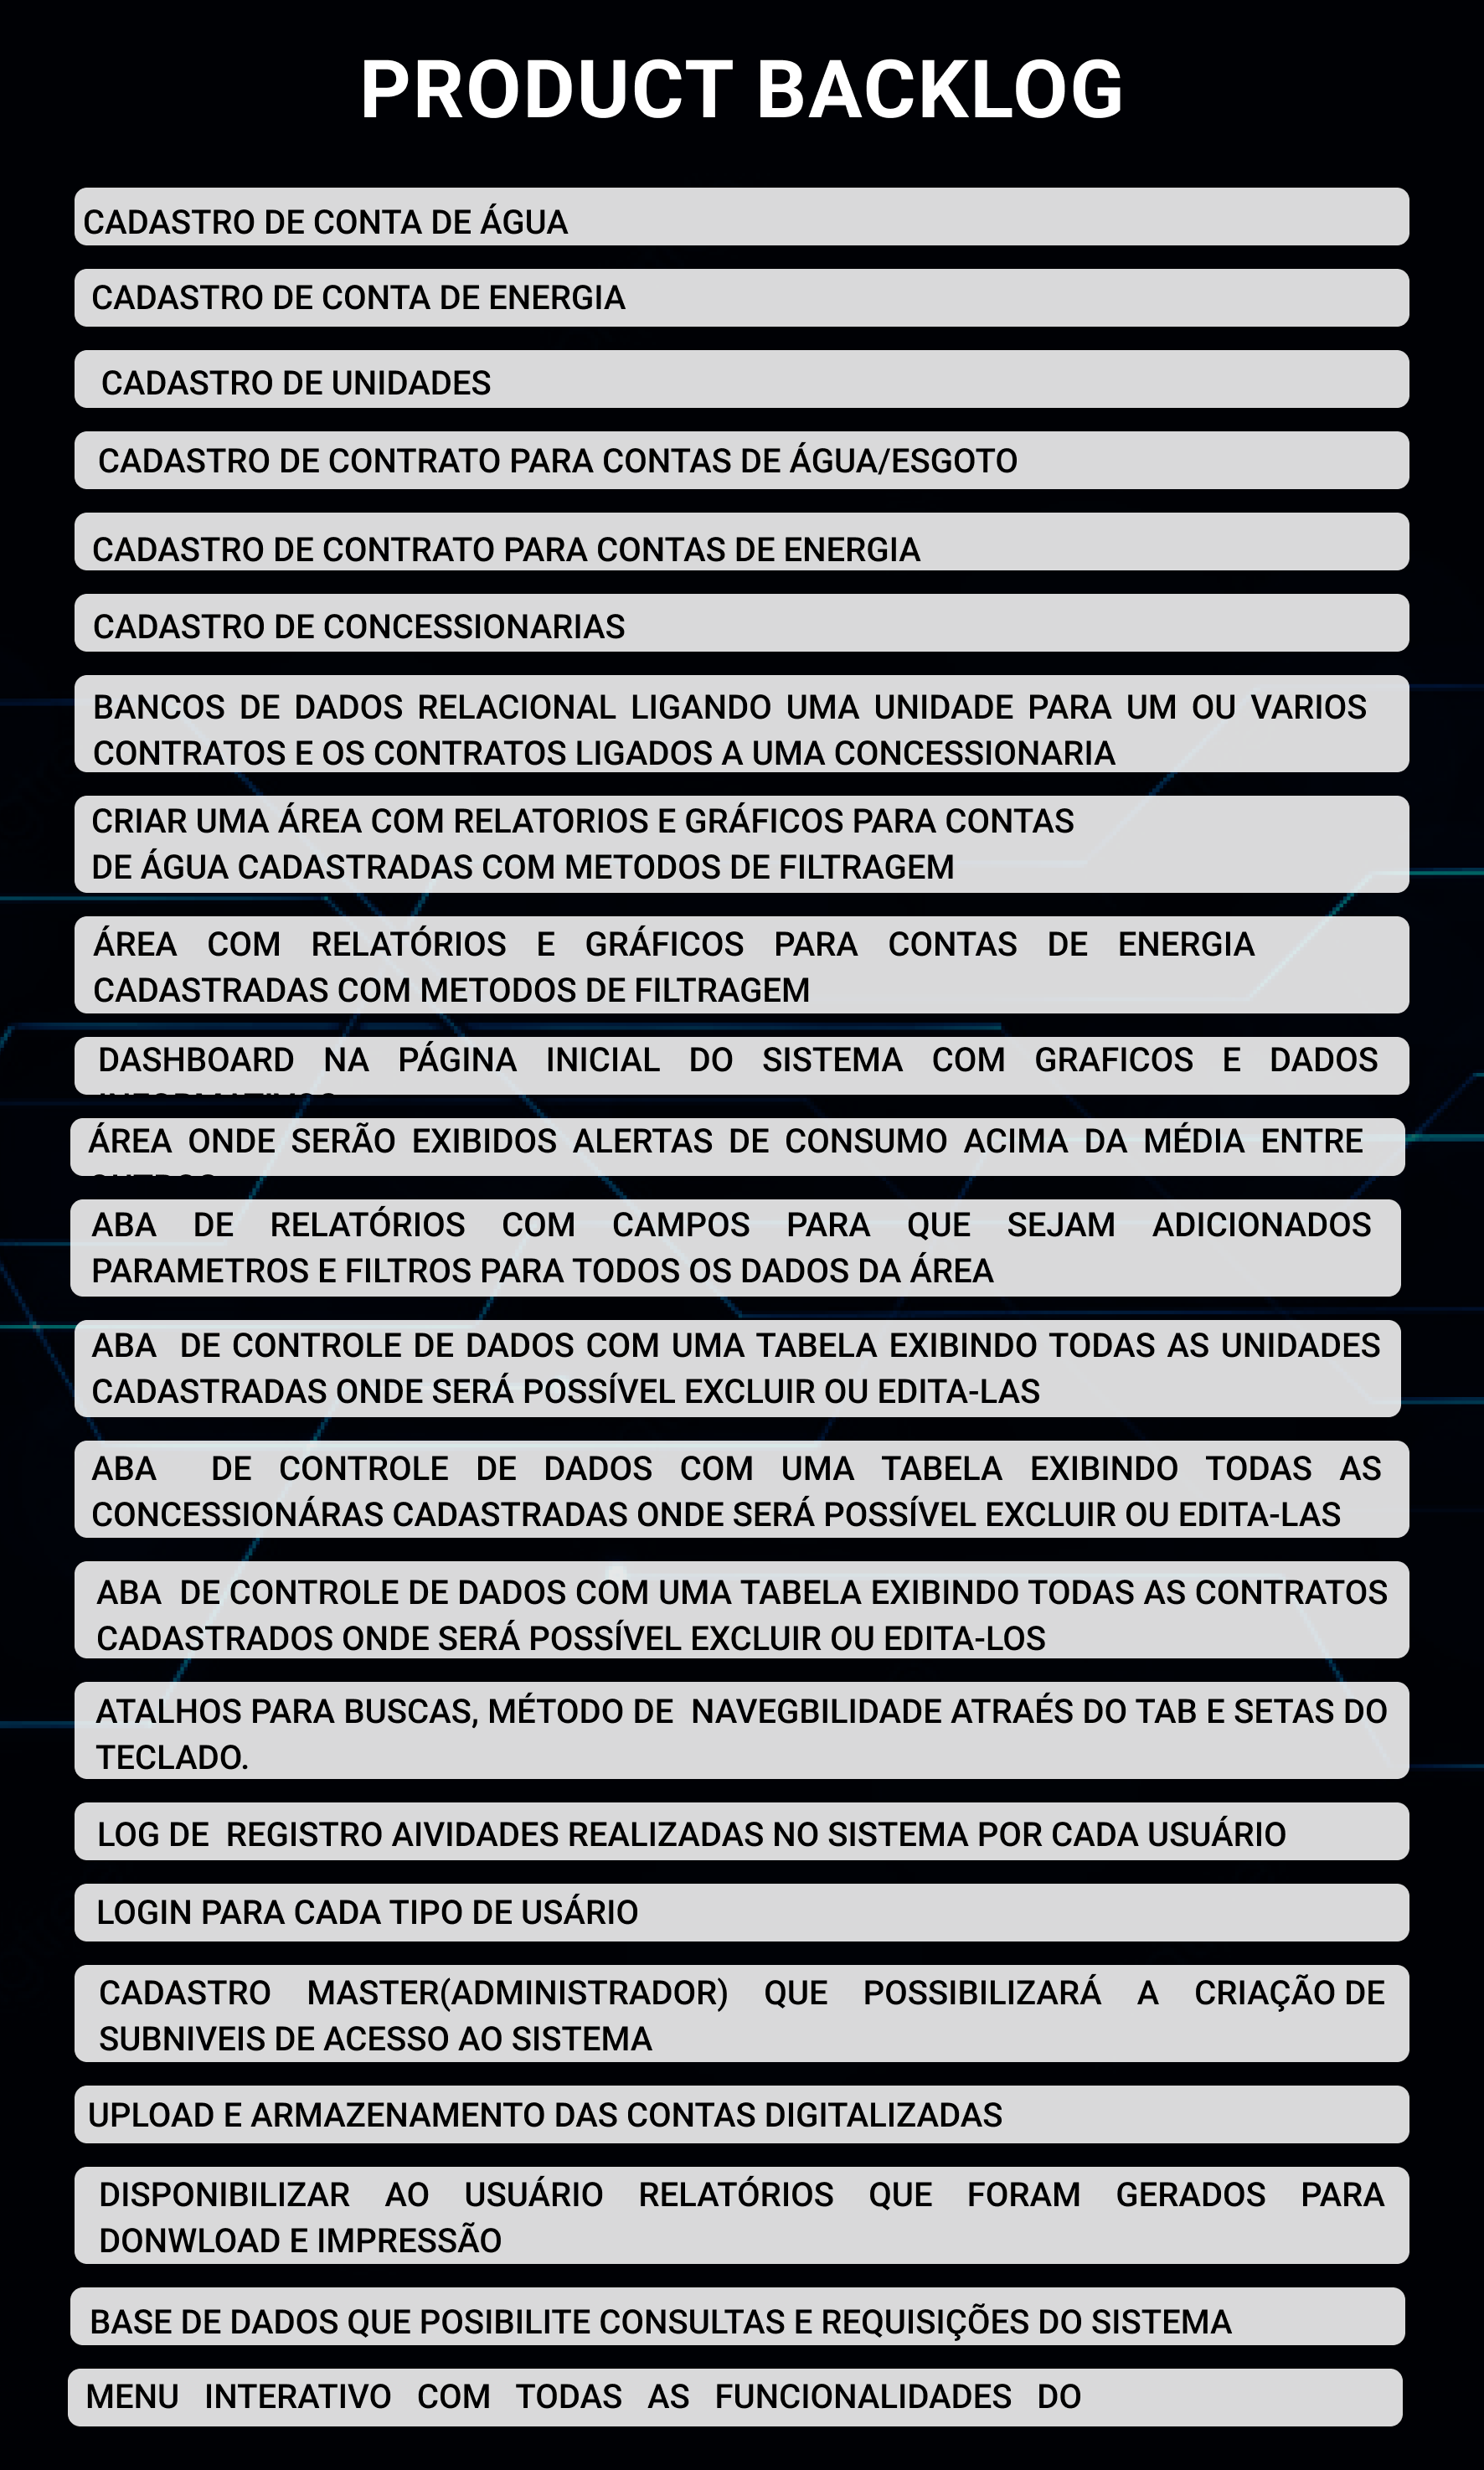 PRODUCT BACKLOG
CADASTRO DE CONTA DE ÁGUA
CADASTRO DE CONTA DE ENERGIA
CADASTRO DE UNIDADES
CADASTRO DE CONTRATO PARA CONTAS DE ÁGUA/ESGOTO
CADASTRO DE CONTRATO PARA CONTAS DE ENERGIA
CADASTRO DE CONCESSIONARIAS
BANCOS DE DADOS RELACIONAL LIGANDO UMA UNIDADE PARA UM OU VARIOS
CONTRATOS E OS CONTRATOS LIGADOS A UMA CONCESSIONARIA
CRIAR UMA ÁREA COM RELATORIOS E GRÁFICOS PARA CONTAS
DE ÁGUA CADASTRADAS COM METODOS DE FILTRAGEM
ÁREA COM RELATÓRIOS E GRÁFICOS PARA CONTAS DE ENERGIA
CADASTRADAS COM METODOS DE FILTRAGEM
DASHBOARD NA PÁGINA INICIAL DO SISTEMA COM GRAFICOS E DADOS
ÁREA ONDE SERÃO EXIBIDOS ALERTAS DE CONSUMO ACIMA DA MÉDIA ENTRE
ABA DE RELATÓRIOS COM CAMPOS PARA QUE SEJAM ADICIONADOS
PARAMETROS E FILTROS PARA TODOS OS DADOS DA ÁREA
ABA DE CONTROLE DE DADOS COM UMA TABELA EXIBINDO TODAS AS UNIDADES
CADASTRADAS ONDE SERÁ POSSÍVEL EXCLUIR OU EDITA-LAS
ABA DE CONTROLE DE DADOS COM UMA TABELA EXIBINDO TODAS AS
CONCESSIONÁRAS CADASTRADAS ONDE SERÁ POSSÍVEL EXCLUIR OU EDITA-LAS
ABA DE CONTROLE DE DADOS COM UMA TABELA EXIBINDO TODAS AS CONTRATOS
CADASTRADOS ONDE SERÁ POSSÍVEL EXCLUIR OU EDITA-LOS
ATALHOS PARA BUSCAS, MÉTODO DE NAVEGBILIDADE ATRAÉS DO TAB E SETAS DO
TECLADO.
LOG DE REGISTRO AIVIDADES REALIZADAS NO SISTEMA POR CADA USUÁRIO
LOGIN PARA CADA TIPO DE USÁRIO
CADASTRO MASTER(ADMINISTRADOR) QUE POSSIBILIZARÁ A CRIAÇÃO DE
SUBNIVEIS DE ACESSO AO SISTEMA
UPLOAD E ARMAZENAMENTO DAS CONTAS DIGITALIZADAS
DISPONIBILIZAR AO USUÁRIO RELATÓRIOS QUE FORAM GERADOS PARA
DONWLOAD E IMPRESSÃO
BASE DE DADOS QUE POSIBILITE CONSULTAS E REQUISIÇÕES DO SISTEMA
MENU INTERATIVO COM TODAS AS FUNCIONALIDADES DO